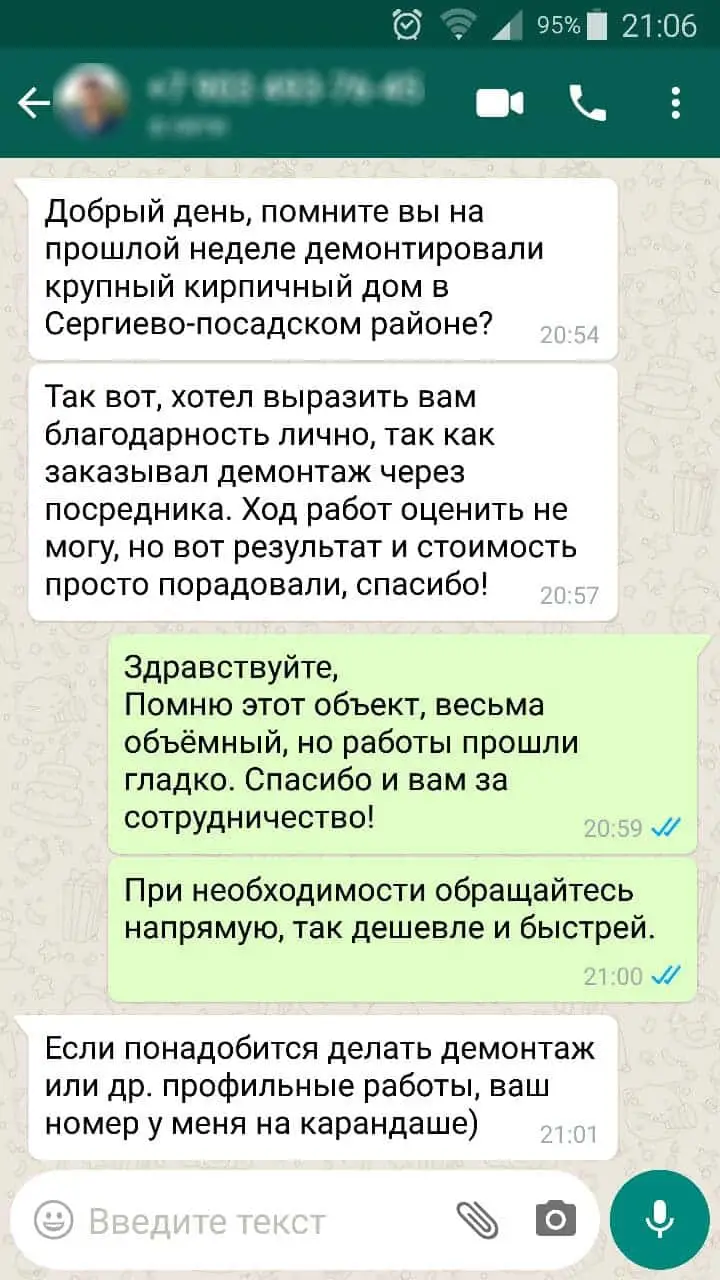 95% 21:06
Добрый день, помните вы на
прошлой неделе демонтировали
крупный кирпичный дом в
Сергиево-посадском районе?
20:54
Так вот, хотел выразить вам
благодарность лично, так как
заказывал демонтаж через
посредника. Ход работ оценить не
могу, но вот результат и стоимость
просто порадовали, спасибо!
20:57
Здравствуйте,
Помню этот объект, весьма
объёмный, но работы прошли
гладко. Спасибо и вам за
сотрудничество!
20:59
При необходимости обращайтесь
напрямую, так дешевле и быстрей.
21:00
Если понадобится делать демонтаж
или др. профильные работы, ваш
номер у меня на карандаше)
21:01
Введите текст